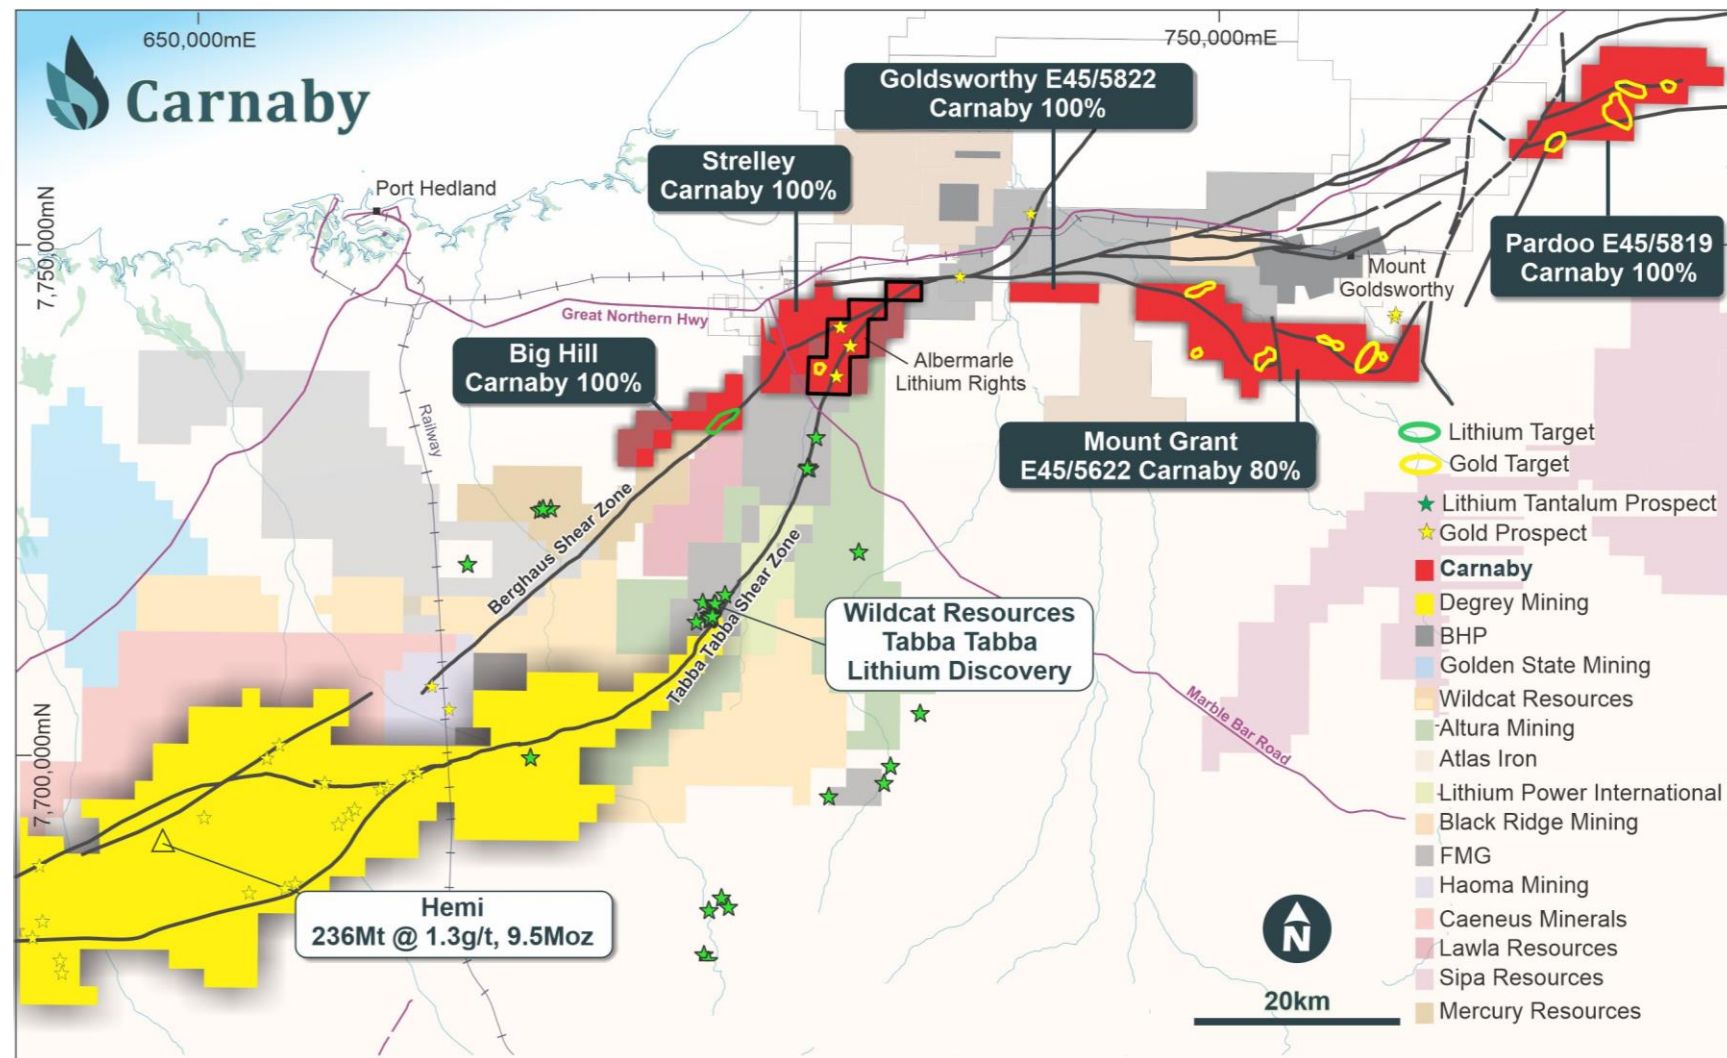 650,000mE
750,000mE
Carnaby
Goldsworthy E45/5822
Carnaby 100%
Strelley
Carnaby 100%
Port Hedland
7,750,000mN
Pardoo E45/5819
Carnaby 100%
Mount
Goldsworthy
Great Northern Hwy
Big Hill
Carnaby 100%
Albermarle
Lithium Rights
Railway
Mount Grant
E45/5622 Carnaby 80%
Berghaus Shear Zone
Tabba Tabba Shear Zone
Wildcat Resources
Tabba Tabba
Lithium Discovery
Marble Bar Road
7,700,000mN
Hemi
236Mt @ 1.3g/t, 9.5Moz
N
20km
Lithium Target
Gold Target
Lithium Tantalum Prospect
Gold Prospect
Carnaby
Degrey Mining
BHP
Golden State Mining
Wildcat Resources
Altura Mining
Atlas Iron
Lithium Power International
Black Ridge Mining
FMG
Haoma Mining
Caeneus Minerals
Lawla Resources
Sipa Resources
Mercury Resources